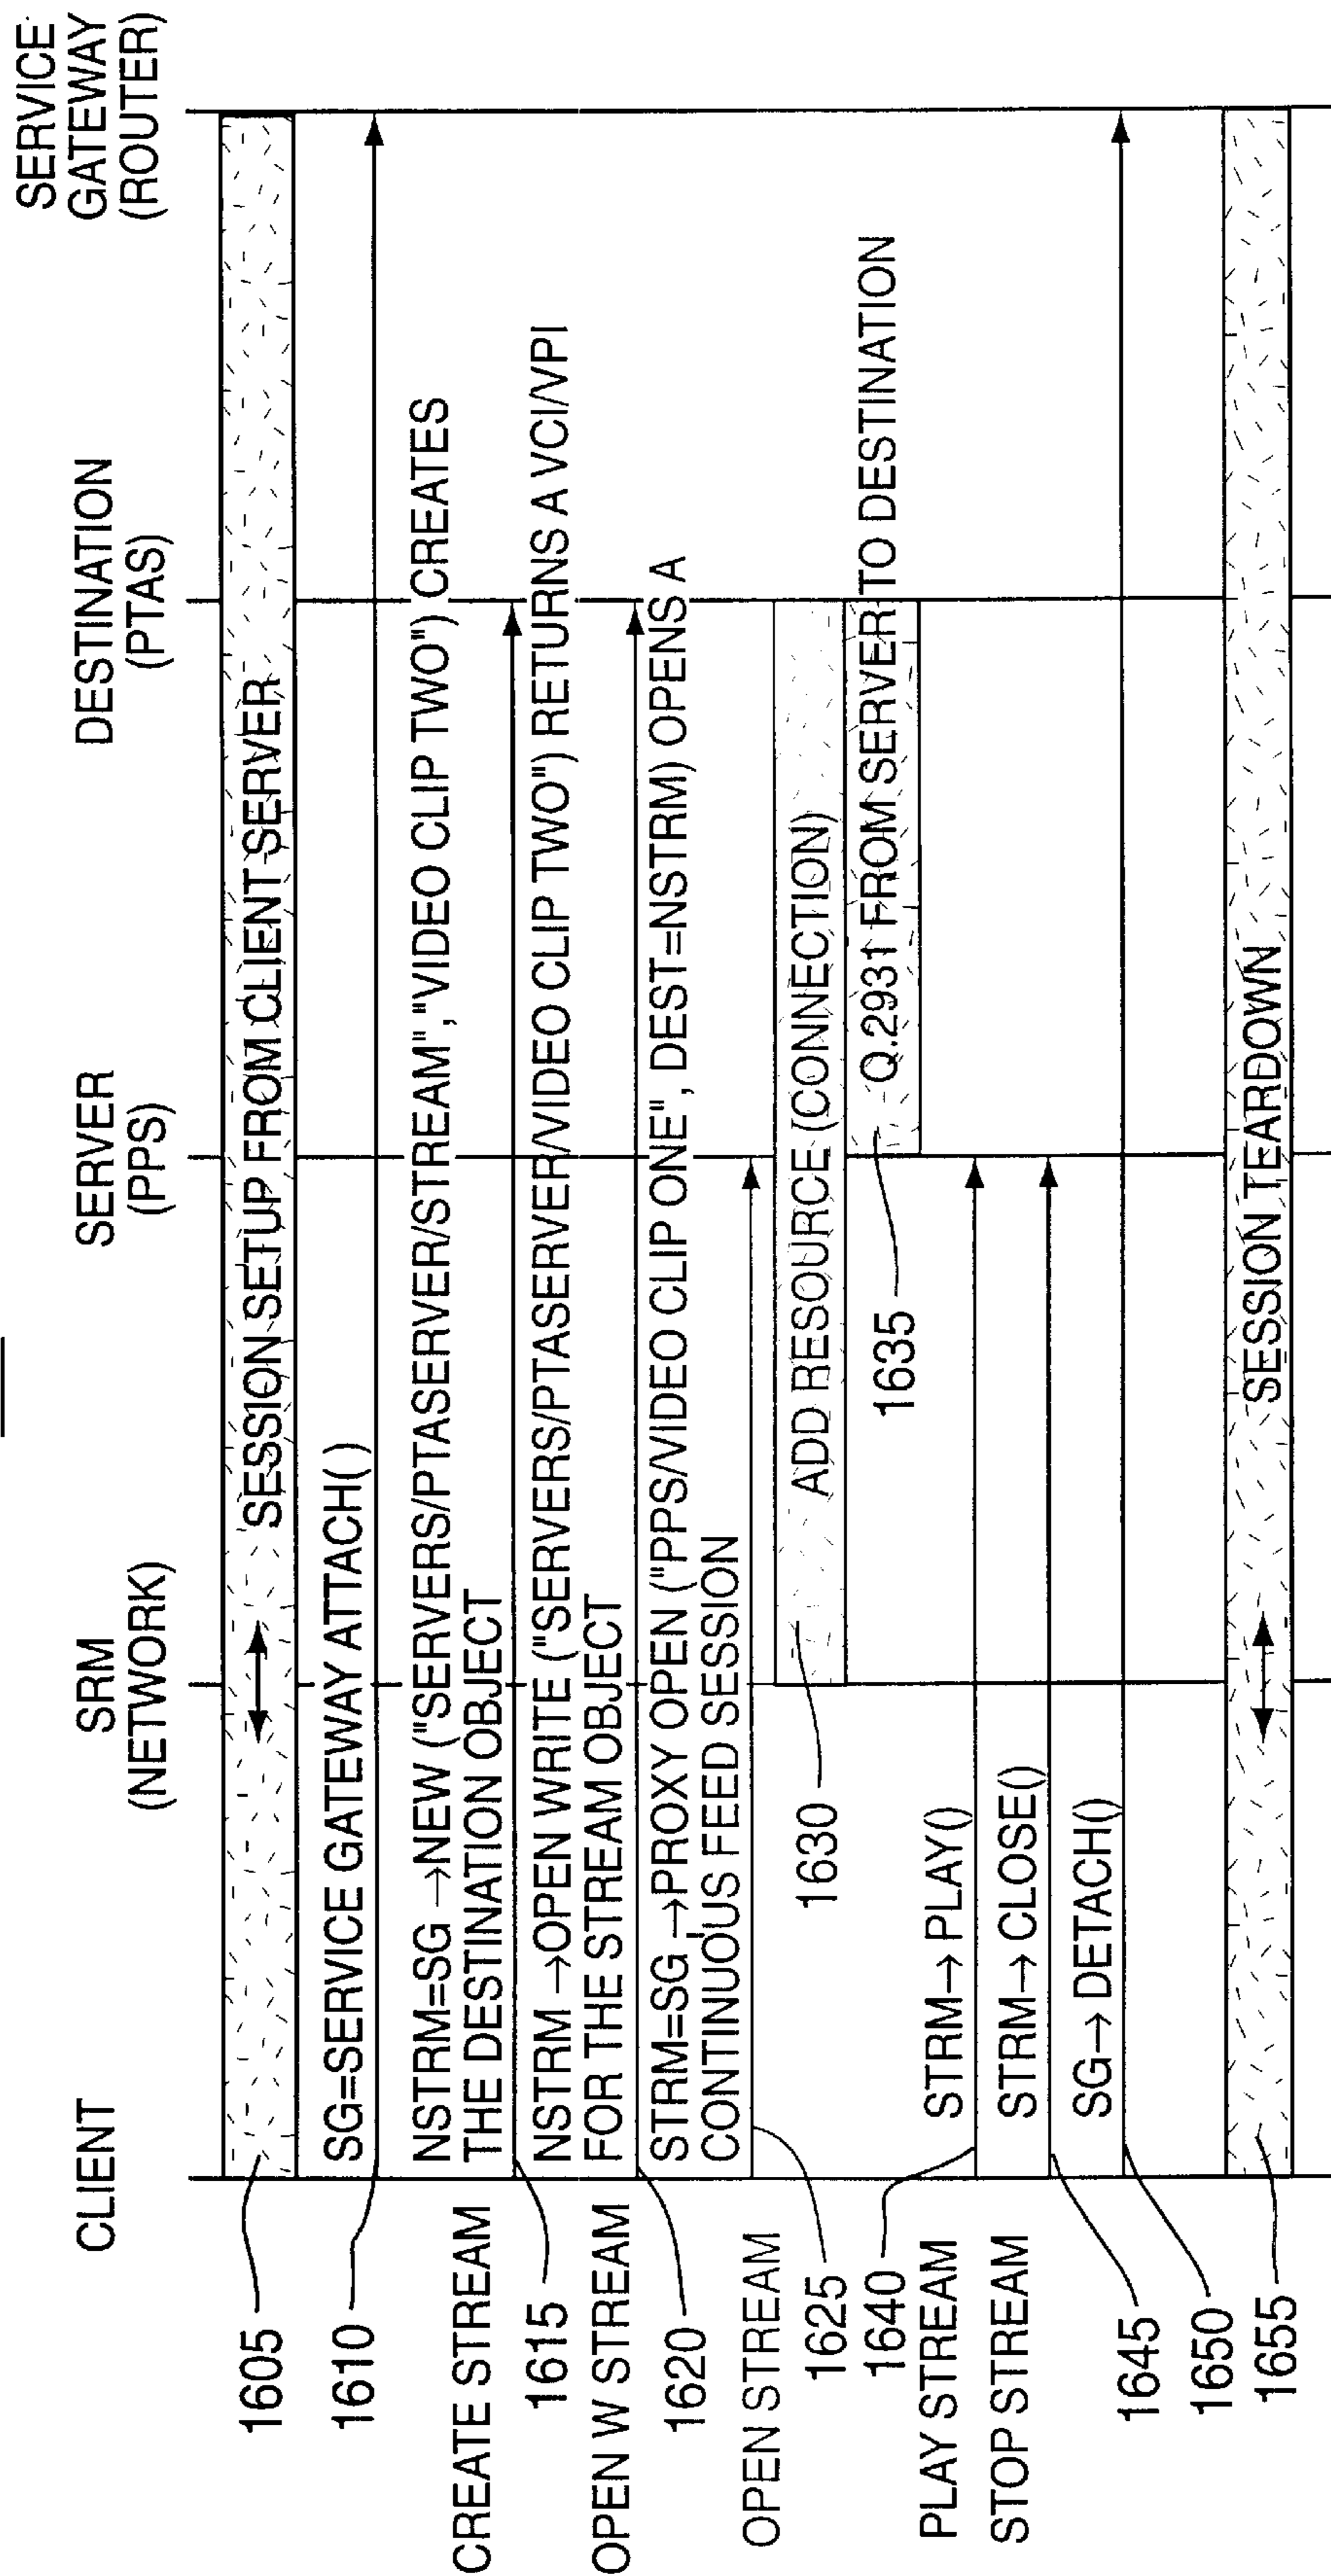 CLIENT
SRM
(NETWORK)
SERVER
(PPS)
DESTINATION
(PTAS)
SERVICE
GATEWAY
(ROUTER)
1605
SESSION SETUP FROM CLIENT SERVER
1610
SG=SERVICE GATEWAY ATTACH( )
CREATE STREAM
NSTRM=SG →NEW ("SERVERS/PTASERVER/STREAM","VIDEO CLIP TWO") CREATES
THE DESTINATION OBJECT
1615
NSTRM →OPEN WRITE ("SERVERS/PTASERVER/VIDEO CLIP TWO") RETURNS A VCI/VPI
FOR THE STREAM OBJECT
OPEN W STREAM
1620
STRM=SG →PROXY OPEN ("PPS/VIDEO CLIP ONE", DEST=NSTRM) OPENS A
CONTINUOUS FEED SESSION
OPEN STREAM
1625
ADD RESOURCE (CONNECTION)
1630
Q.2931 FROM SERVER TO DESTINATION
1635
1640
PLAY STREAM
STRM→ PLAY()
STOP STREAM
STRM→ CLOSE()
1645
SG→ DETACH()
1650
1655
SESSION TEARDOWN